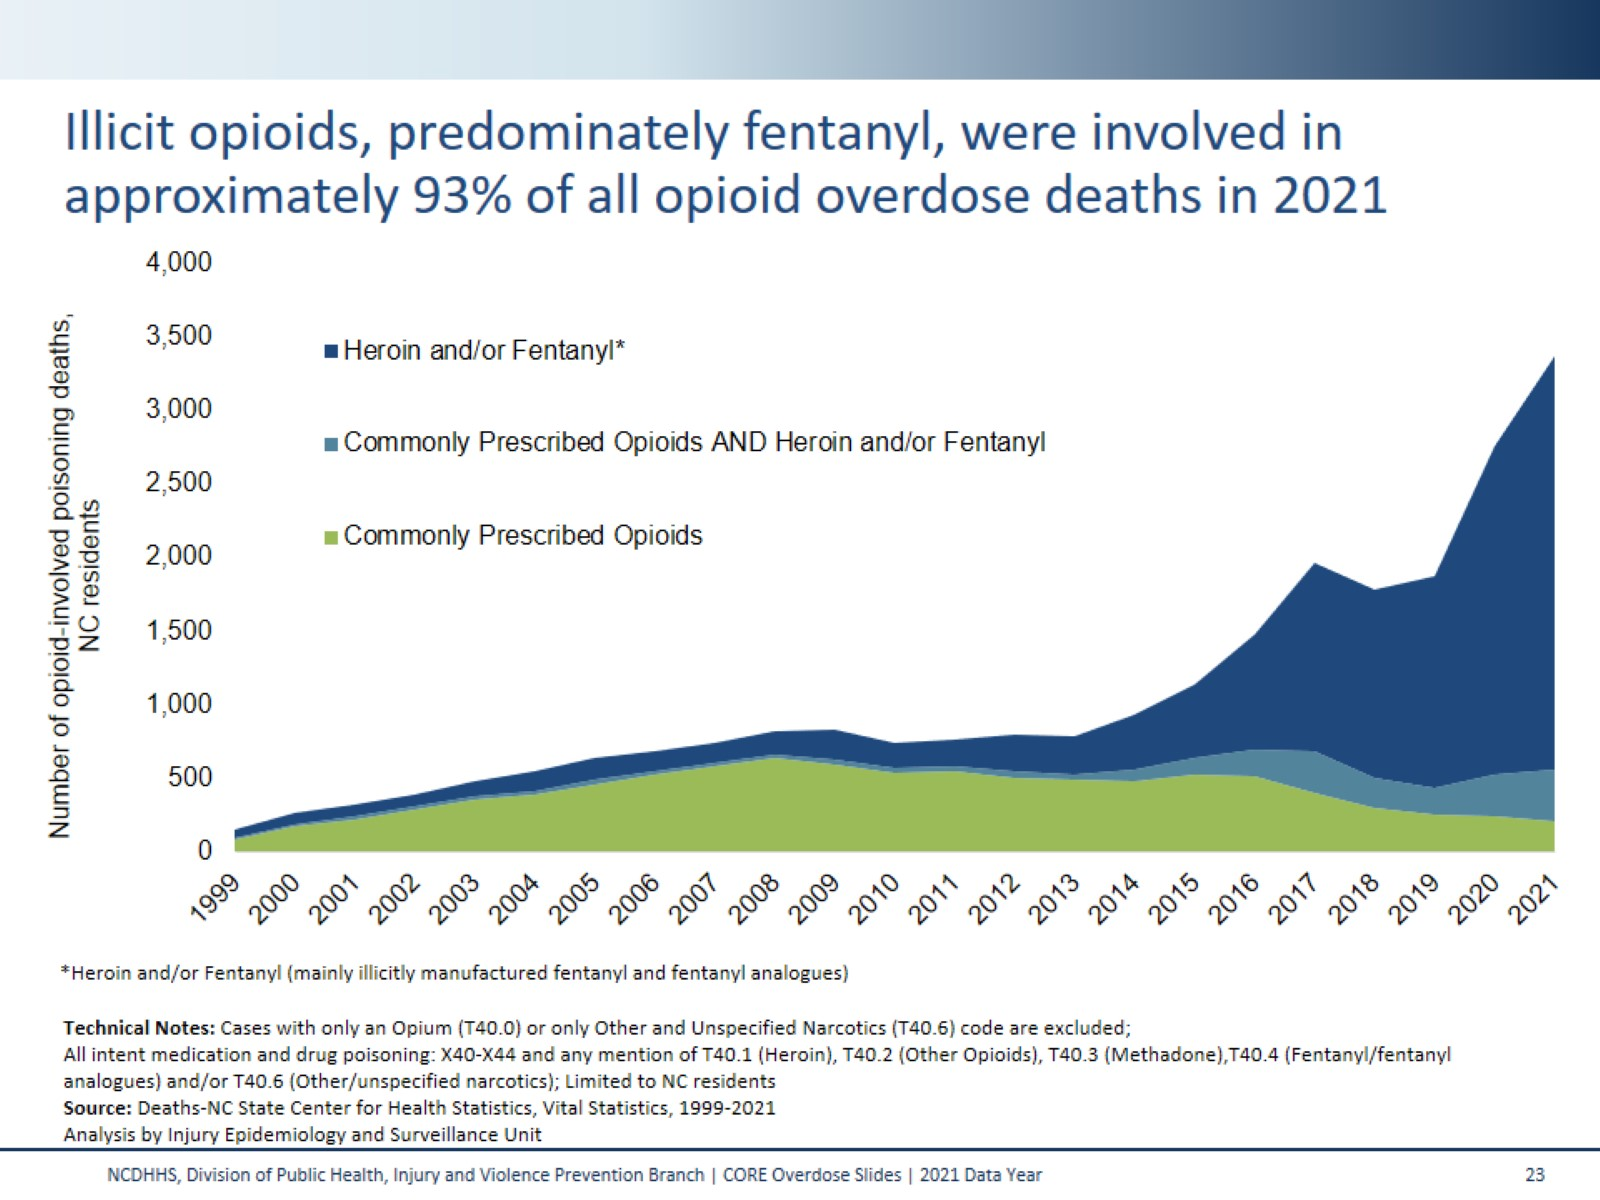 Illicit opioids, predominately fentanyl, were involved in
approximately 93% of all opioid overdose deaths in 2021
Number of opioid-involved poisoning deaths,
NC residents
4,000
3,500
3,000
2,500
2,000
1,500
1,000
500
0
Heroin and/or Fentanyl*
Commonly Prescribed Opioids AND Heroin and/or Fentanyl
Commonly Prescribed Opioids
1999
2000
2001
2002
2003
2004
2005
2006
2007
2008
2009
2010
2011
2012
2013
2014
2015
2016
2017
2018
2019
2020
2021
*Heroin and/or Fentanyl (mainly illicitly manufactured fentanyl and fentanyl analogues)
Technical Notes: Cases with only an Opium (T40.0) or only Other and Unspecified Narcotics (T40.6) code are excluded;
All intent medication and drug poisoning: X40-X44 and any mention of T40.1 (Heroin), T40.2 (Other Opioids), T40.3 (Methadone),T40.4 (Fentanyl/fentanyl
analogues) and/or T40.6 (Other/unspecified narcotics); Limited to NC residents
Source: Deaths-NC State Center for Health Statistics, Vital Statistics, 1999-2021
Analysis by Injury Epidemiology and Surveillance Unit
NCDHHS, Division of Public Health, Injury and Violence Prevention Branch | CORE Overdose Slides | 2021 Data Year
23